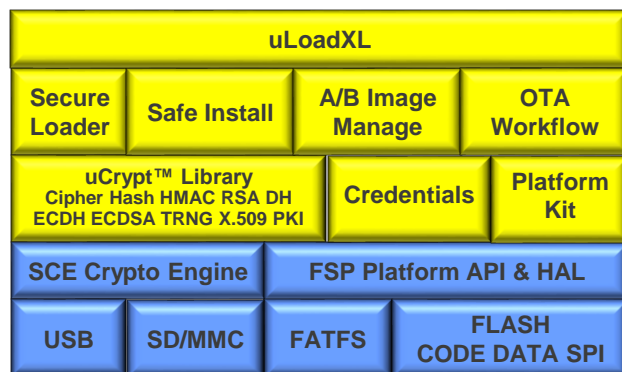 uLoadXL
Secure
Loader
Safe Install
A/B Image
Manage
OTA
Workflow
uCrypt™ Library
Cipher Hash HMAC RSA DH
ECDH ECDSA TRNG X.509 PKI
Credentials
Platform
Kit
SCE Crypto Engine
FSP Platform API & HAL
USB
SD/MMC
FATFS
FLASH
CODE DATA SPI